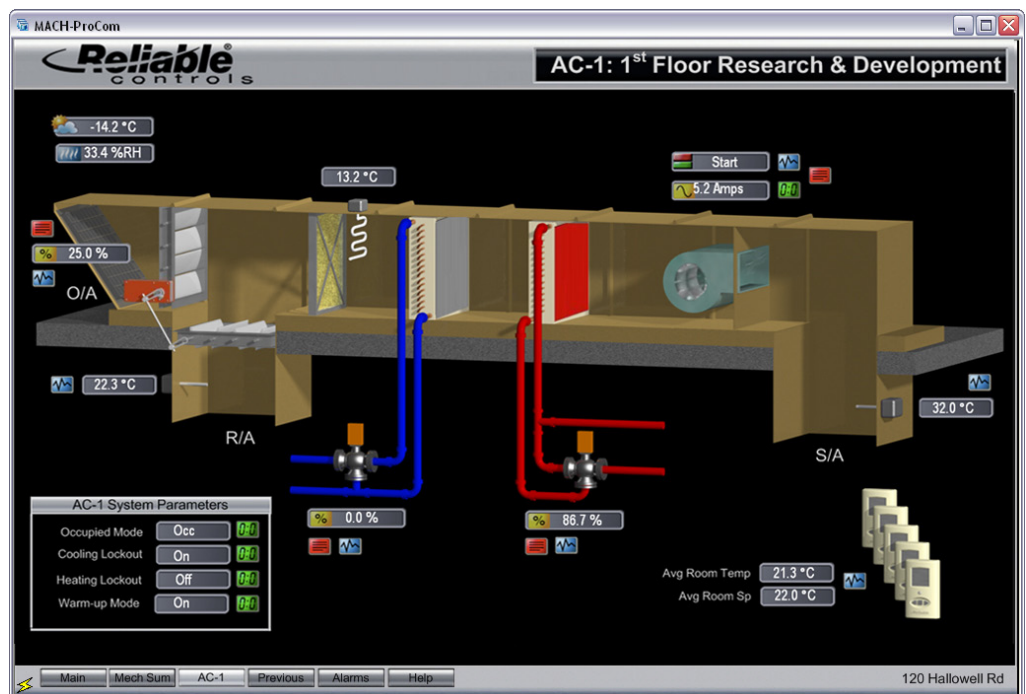 MACH-ProCom
Reliable®
controls
AC-1: 1st Floor Research & Development
-14.2 °C
33.4 %RH
13.2 °C
Start
5.2 Amps
0:0
% 25.0 %
O/A
22.3 °C
R/A
32.0 °C
S/A
% 0.0 %
% 86.7 %
AC-1 System Parameters
Occupied Mode Occ 0:0
Cooling Lockout On 0:0
Heating Lockout Off 0:0
Warm-up Mode On 0:0
Avg Room Temp 21.3 °C
Avg Room Sp 22.0 °C
Main Mech Sum AC-1 Previous Alarms Help 120 Hallowell Rd